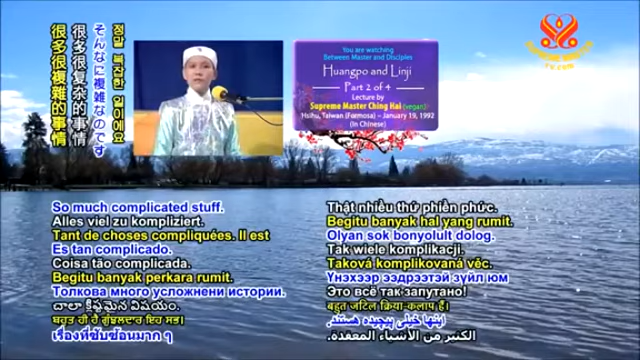 정말 복잡한 일이에요
そんなに複雑なのです
很多很复杂的事情
很多很複雜的事情
You are watching
Between Master and Disciples
Huangpo and Linji
Part 2 of 4
Lecture by
Supreme Master Ching Hai (vegan)
Hsihu, Taiwan (Formosa) – January 19, 1992
(In Chinese)
So much complicated stuff.
Alles viel zu kompliziert.
Tant de choses compliquées. Il est
Es tan complicado.
Coisa tão complicada.
Begitu banyak perkara rumit.
Толкова много усложнени истории.
చాలా క్లిష్టమైన విషయం.
ਬਹੁਤ ਹੀ ਹੈ ਗੁੰਝਲਦਾਰ ਇਹ ਸਭ।
เรื่องที่ซับซ้อนมาก ๆ
Thật nhiều thứ phiền phức.
Begitu banyak hal yang rumit.
Olyan sok bonyolult dolog.
Tak wiele komplikacji.
Taková komplikovaná věc.
Үнэхээр ээдрээтэй зүйл юм
Это всё так запутано!
बहुत जटिल क्रिया-कलाप हैं।
اینها خیلی پیچیده هستند.
الكثير من الأشياء المعقدة.